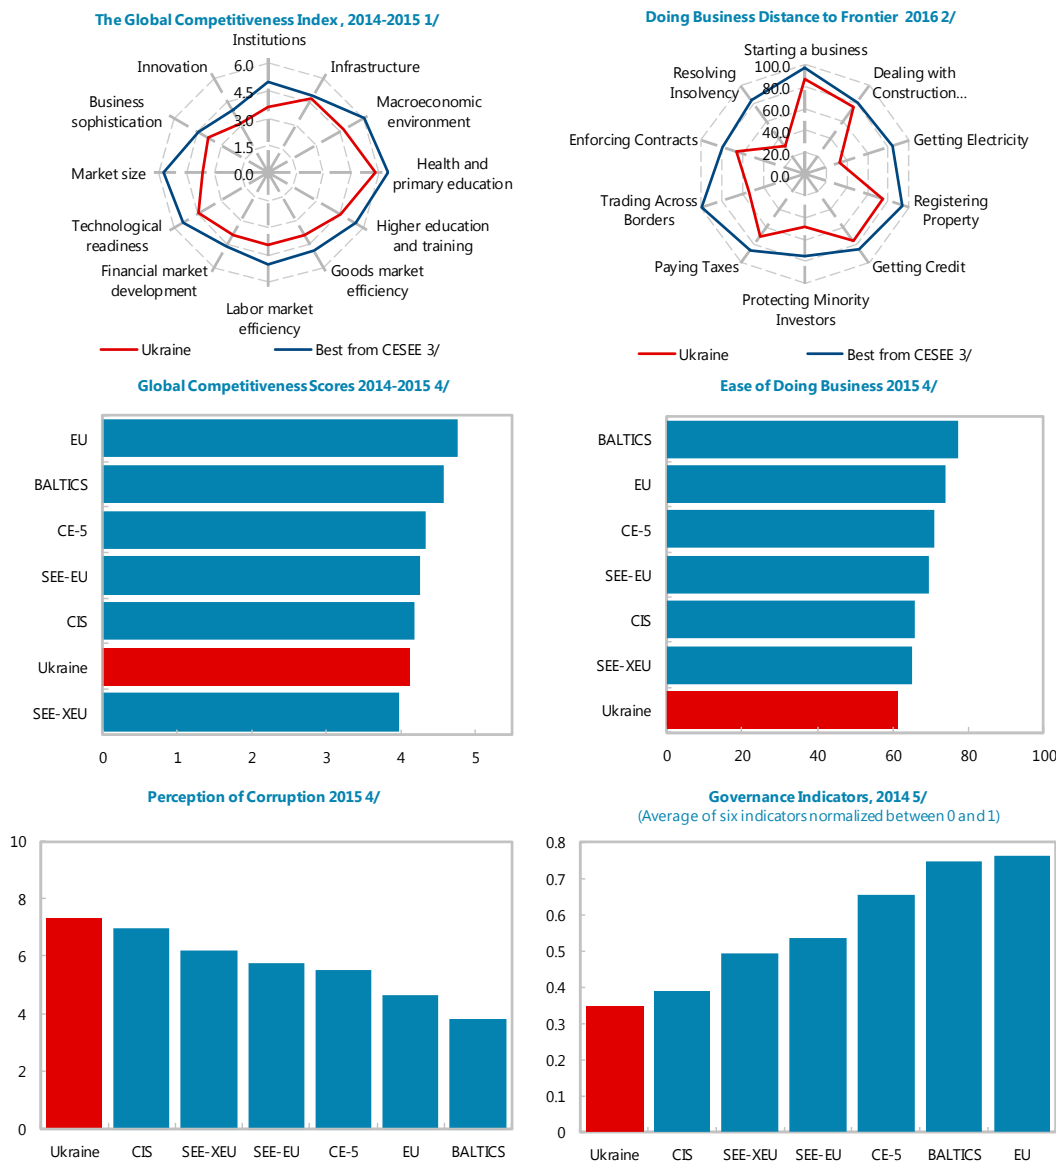 The Global Competitiveness Index , 2014-2015 1/
Institutions
Infrastructure
Macroeconomic
environment
Health and
primary education
Higher education
and training
Goods market
efficiency
Labor market
efficiency
Financial market
development
Technological
readiness
Market size
Business
sophistication
Innovation
6.0
4.5
3.0
1.5
0.0
Ukraine
Best from CESEE 3/
Doing Business Distance to Frontier 2016 2/
Starting a business
Dealing with
Construction...
Getting Electricity
Registering
Property
Getting Credit
Protecting Minority
Investors
Paying Taxes
Trading Across
Borders
Enforcing Contracts
Resolving
Insolvency
100.0
80.0
60.0
40.0
20.0
0.0
Ukraine
Best from CESEE 3/
Global Competitiveness Scores 2014-2015 4/
EU
BALTICS
CE-5
SEE-EU
CIS
Ukraine
SEE-XEU
0 1 2 3 4 5
Ease of Doing Business 2015 4/
BALTICS
EU
CE-5
SEE-EU
CIS
SEE-XEU
Ukraine
0 20 40 60 80 100
Perception of Corruption 2015 4/
10
8
6
4
2
0
Ukraine CIS SEE-XEU SEE-EU CE-5 EU BALTICS
Governance Indicators, 2014 5/
(Average of six indicators normalized between 0 and 1)
0.8
0.7
0.6
0.5
0.4
0.3
0.2
0.1
0
Ukraine CIS SEE-XEU SEE-EU CE-5 BALTICS EU